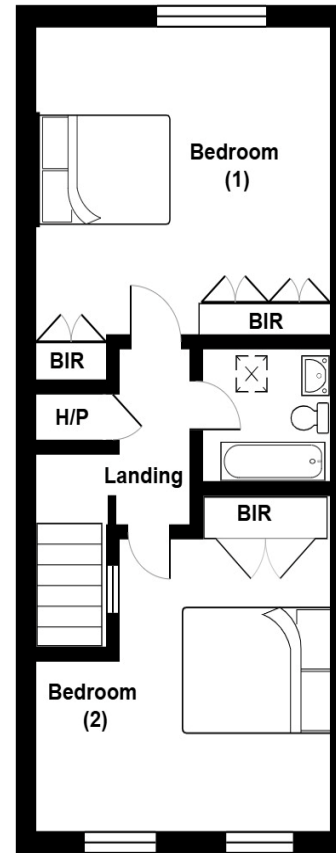 Bedroom
(1)
BIR
BIR
H/P
Landing
BIR
Bedroom
(2)